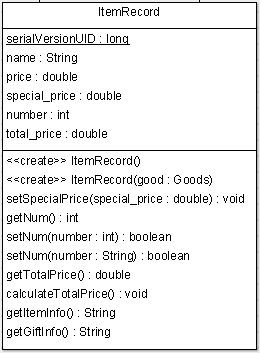 ItemRecord
serialVersionUID : long
name : String
price : double
special_price : double
number : int
total_price : double
<<create>> ItemRecord()
<<create>> ItemRecord(good : Goods)
setSpecialPrice(special_price : double) : void
getNum() : int
setNum(number : int) : boolean
setNum(number : String) : boolean
getTotalPrice() : double
calculateTotalPrice() : void
getItemInfo() : String
getGiftInfo() : String